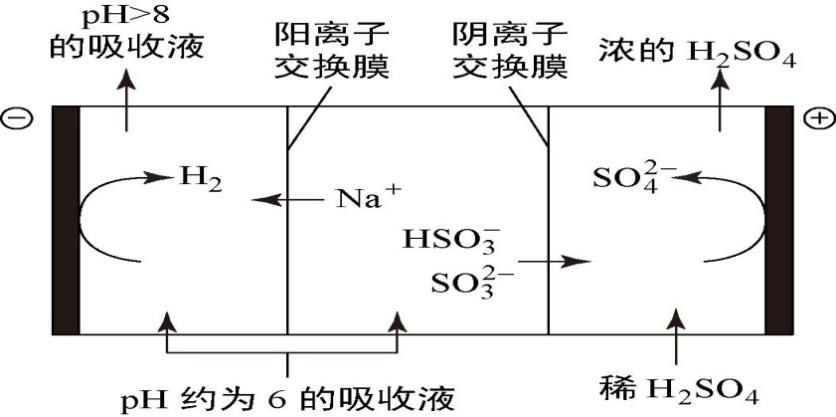 pH>8
的吸收液
阳离子
交换膜
阴离子
交换膜
浓的 H₂SO₄
⊖
⊕
H₂
Na⁺
SO₄²⁻
HSO₃⁻
SO₃²⁻
pH 约为 6 的吸收液
稀 H₂SO₄